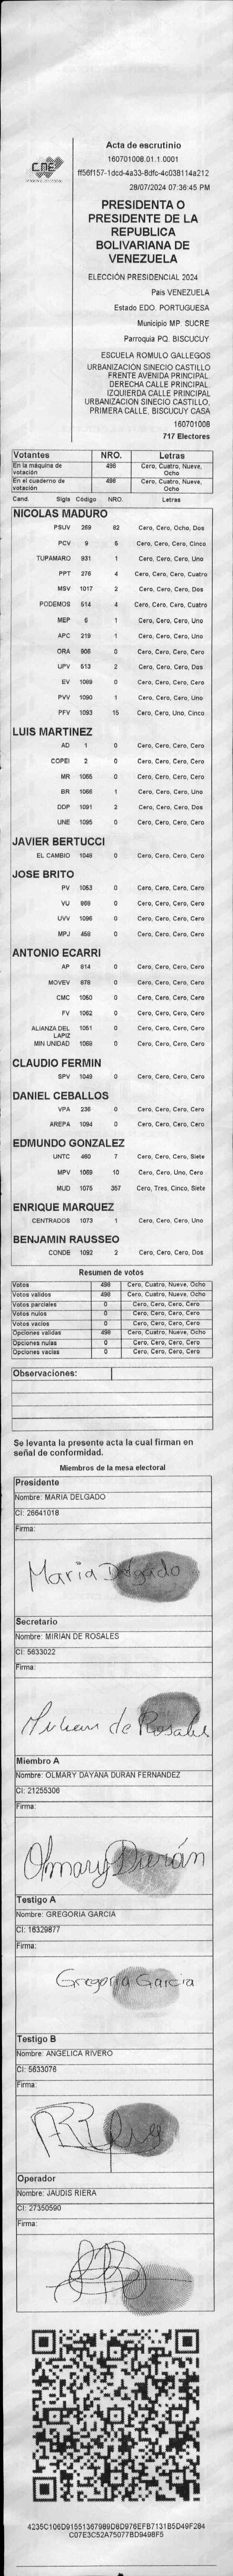 CNE
Acta de escrutinio
160701008.01.1.0001
ff56f157-1dcd-4a33-8dfc-4c038114a212
28/07/2024 07:36:45 PM
PRESIDENTA O
PRESIDENTE DE LA
REPUBLICA
BOLIVARIANA DE
VENEZUELA
ELECCIÓN PRESIDENCIAL 2024
Pais VENEZUELA
Estado EDO. PORTUGUESA
Municipio MP. SUCRE
Parroquia PQ. BISCUCUY
ESCUELA ROMULO GALLEGOS
URBANIZACIÓN SINECIO CASTILLO
FRENTE AVENIDA PRINCIPAL.
DERECHA CALLE PRINCIPAL.
IZQUIERDA CALLE PRINCIPAL
URBANIZACION SINECIO CASTILLO,
PRIMERA CALLE, BISCUCUY CASA
160701008
717 Electores
Votantes NRO. Letras
En la máquina de votación 498 Cero, Cuatro, Nueve, Ocho
En el cuaderno de votación 498 Cero, Cuatro, Nueve, Ocho
Cand. Sigla Código NRO. Letras
NICOLAS MADURO
PSUV 269 82 Cero, Cero, Ocho, Dos
PCV 9 5 Cero, Cero, Cero, Cinco
TUPAMARO 931 1 Cero, Cero, Cero, Uno
PPT 276 4 Cero, Cero, Cero, Cuatro
MSV 1017 2 Cero, Cero, Cero, Dos
PODEMOS 514 4 Cero, Cero, Cero, Cuatro
MEP 6 1 Cero, Cero, Cero, Uno
APC 219 1 Cero, Cero, Cero, Uno
ORA 906 0 Cero, Cero, Cero, Cero
UPV 513 2 Cero, Cero, Cero, Dos
EV 1099 0 Cero, Cero, Cero, Cero
PVV 1090 1 Cero, Cero, Cero, Uno
PFV 1093 15 Cero, Cero, Uno, Cinco
LUIS MARTINEZ
AD 1 0 Cero, Cero, Cero, Cero
COPEI 2 0 Cero, Cero, Cero, Cero
MR 1065 0 Cero, Cero, Cero, Cero
BR 1066 1 Cero, Cero, Cero, Uno
DDP 1091 2 Cero, Cero, Cero, Dos
UNE 1095 0 Cero, Cero, Cero, Cero
JAVIER BERTUCCI
EL CAMBIO 1048 0 Cero, Cero, Cero, Cero
JOSE BRITO
PV 1053 0 Cero, Cero, Cero, Cero
VU 968 0 Cero, Cero, Cero, Cero
UVV 1096 0 Cero, Cero, Cero, Cero
MPJ 458 0 Cero, Cero, Cero, Cero
ANTONIO ECARRI
AP 814 0 Cero, Cero, Cero, Cero
MOVEV 878 0 Cero, Cero, Cero, Cero
CMC 1050 0 Cero, Cero, Cero, Cero
FV 1062 0 Cero, Cero, Cero, Cero
ALIANZA DEL LAPIZ 1051 0 Cero, Cero, Cero, Cero
MIN UNIDAD 1068 0 Cero, Cero, Cero, Cero
CLAUDIO FERMIN
SPV 1049 0 Cero, Cero, Cero, Cero
DANIEL CEBALLOS
VPA 236 0 Cero, Cero, Cero, Cero
AREPA 1094 0 Cero, Cero, Cero, Cero
EDMUNDO GONZALEZ
UNTC 460 7 Cero, Cero, Cero, Siete
MPV 1069 10 Cero, Cero, Uno, Cero
MUD 1075 357 Cero, Tres, Cinco, Siete
ENRIQUE MARQUEZ
CENTRADOS 1073 1 Cero, Cero, Cero, Uno
BENJAMIN RAUSSEO
CONDE 1092 2 Cero, Cero, Cero, Dos
Resumen de votos
Votos 498 Cero, Cuatro, Nueve, Ocho
Votos validos 498 Cero, Cuatro, Nueve, Ocho
Votos parciales 0 Cero, Cero, Cero, Cero
Votos nulos 0 Cero, Cero, Cero, Cero
Votos vacios 0 Cero, Cero, Cero, Cero
Opciones validas 498 Cero, Cuatro, Nueve, Ocho
Opciones nulas 0 Cero, Cero, Cero, Cero
Opciones vacias 0 Cero, Cero, Cero, Cero
Observaciones:
Se levanta la presente acta la cual firman en
señal de conformidad.
Miembros de la mesa electoral
Presidente
Nombre: MARIA DELGADO
CI: 26641018
Firma:
Maria Delgado
Secretario
Nombre: MIRIAN DE ROSALES
CI: 5633022
Firma:
Mirian de Rosales
Miembro A
Nombre: OLMARY DAYANA DURAN FERNANDEZ
CI: 21255306
Firma:
Olmary Durán
Testigo A
Nombre: GREGORIA GARCIA
CI: 16329877
Firma:
Gregoria Garcia
Testigo B
Nombre: ANGELICA RIVERO
CI: 5633076
Firma:
Operador
Nombre: JAUDIS RIERA
CI: 27350590
Firma:
4235C106D91551367989D8D976EFB7131B5D49F284
C07E3C52A75077BD9498F5